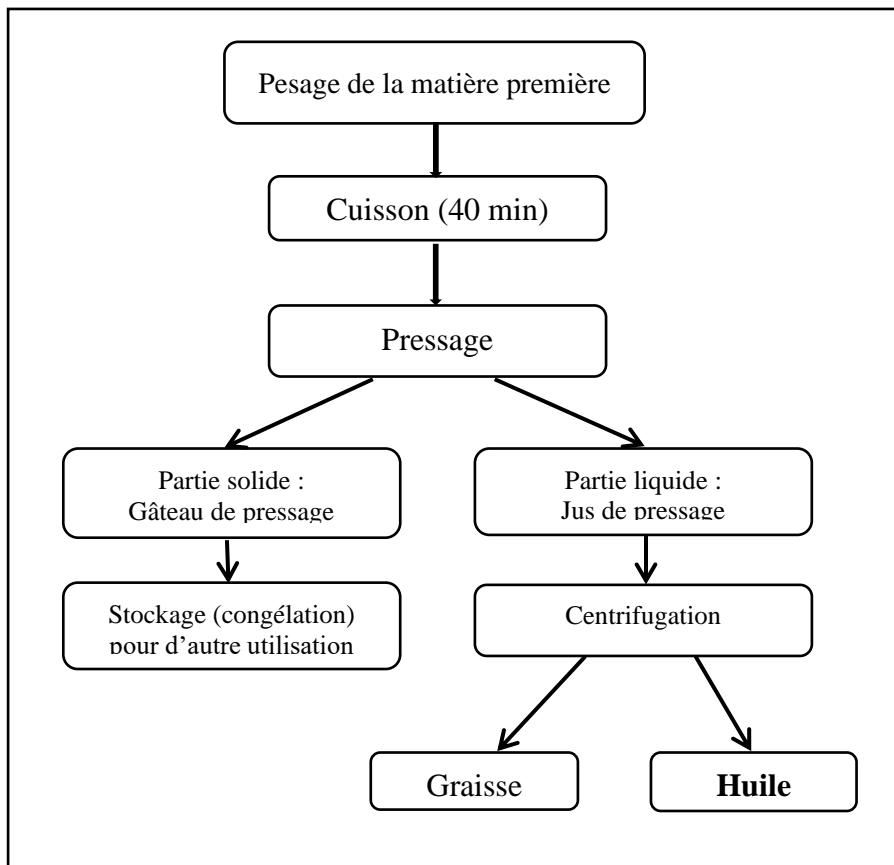 Pesage de la matière première
Cuisson (40 min)
Pressage
Partie solide :
Gâteau de pressage
Partie liquide :
Jus de pressage
Stockage (congélation)
pour d'autre utilisation
Centrifugation
Graisse
Huile